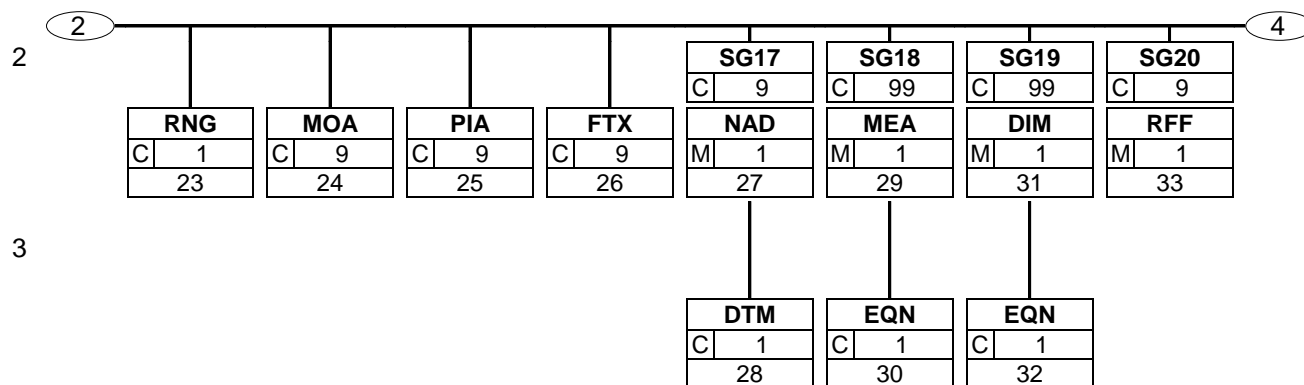 2 4
2 SG17 SG18 SG19 SG20
C 9 C 99 C 99 C 9
RNG MOA PIA FTX NAD MEA DIM RFF
C 1 C 9 C 9 C 9 M 1 M 1 M 1 M 1
23 24 25 26 27 29 31 33
3
DTM EQN EQN
C 1 C 1 C 1
28 30 32